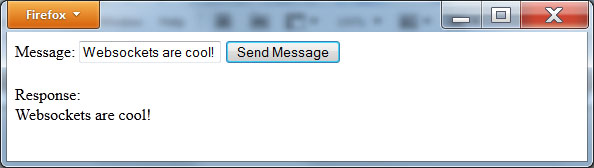 Firefox
Message: Websockets are cool! Send Message
Response:
Websockets are cool!